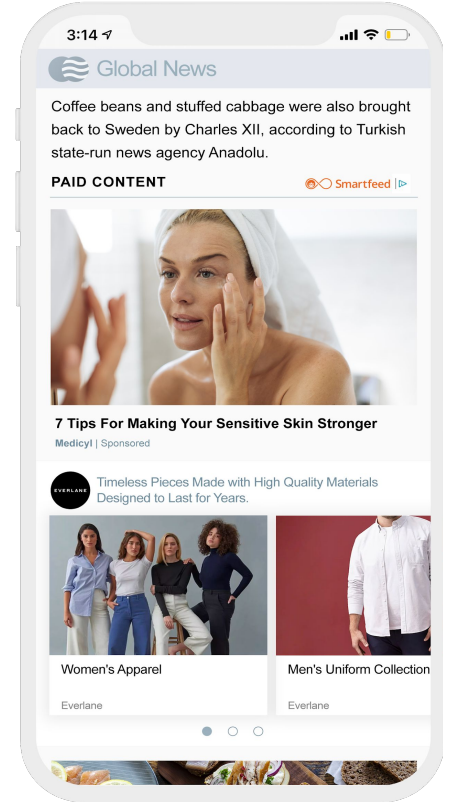 3:14
Global News
Coffee beans and stuffed cabbage were also brought
back to Sweden by Charles XII, according to Turkish
state-run news agency Anadolu.
PAID CONTENT
Smartfeed
7 Tips For Making Your Sensitive Skin Stronger
Medicyl | Sponsored
EVERLANE
Timeless Pieces Made with High Quality Materials
Designed to Last for Years.
Women's Apparel
Everlane
Men's Uniform Collection
Everlane